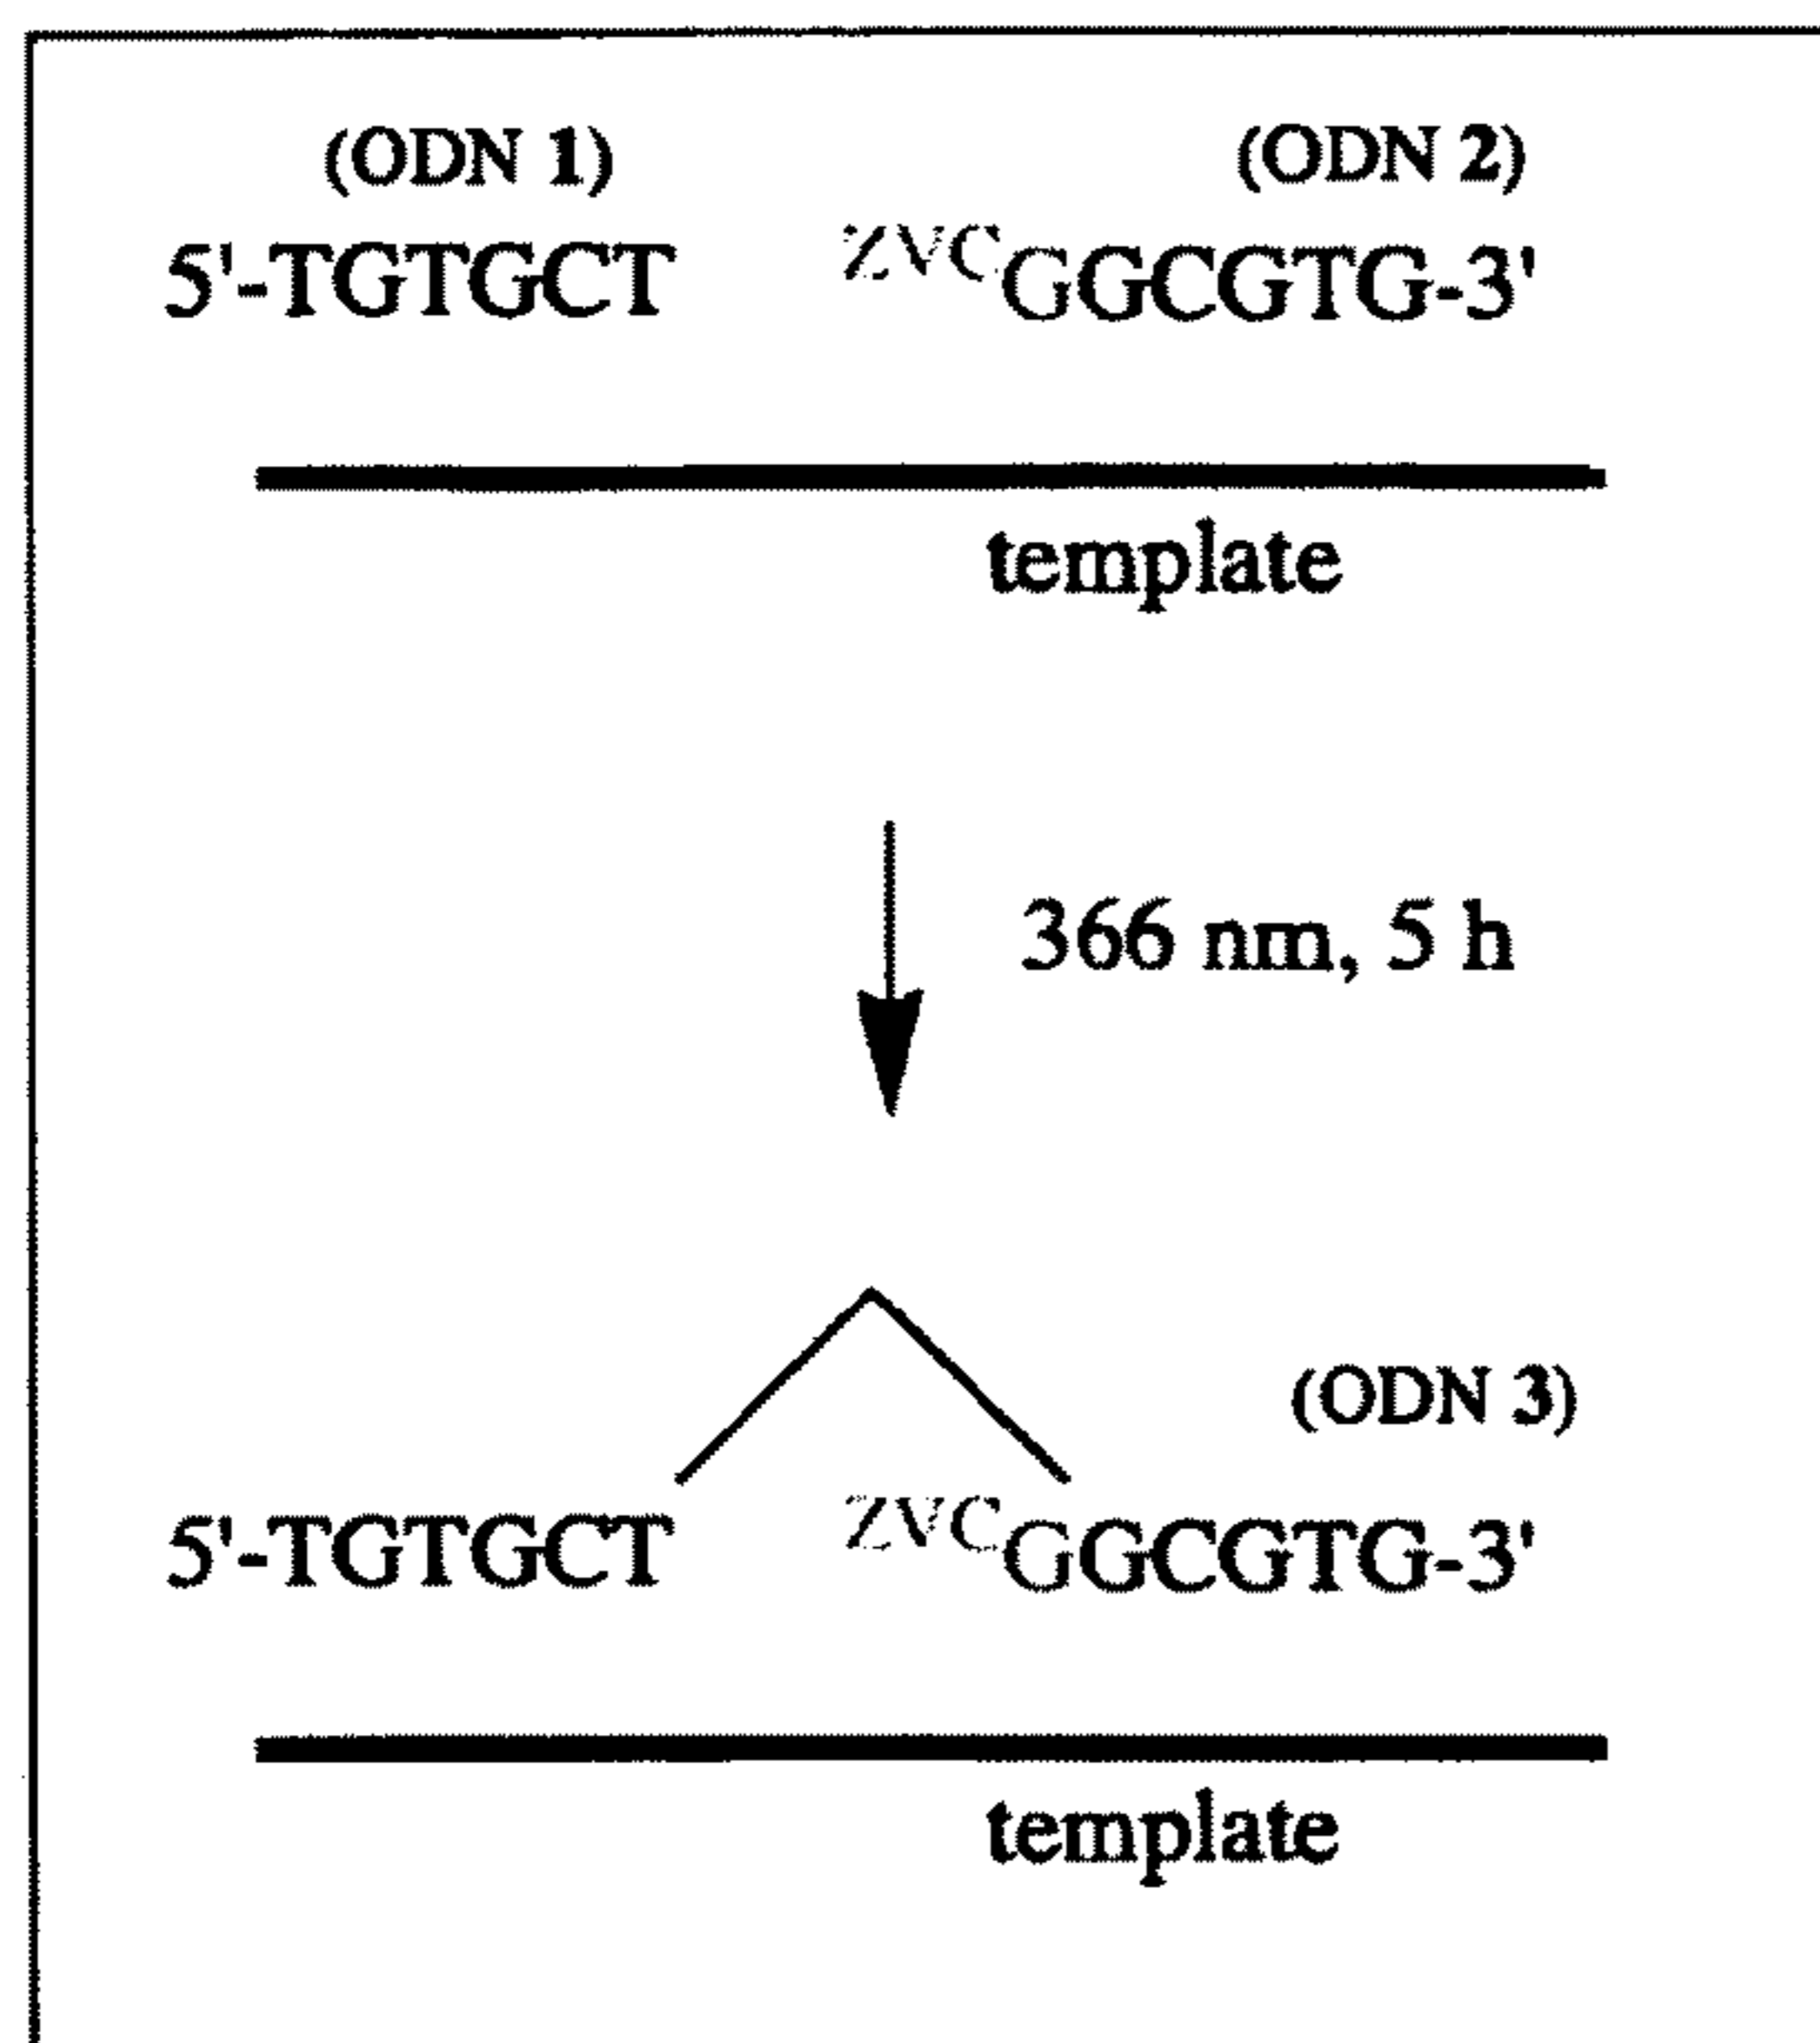 (ODN 1) (ODN 2)
5'-TGTGCT ZVCGGCGTG-3'
template
366 nm, 5 h
(ODN 3)
5'-TGTGCT ZVCGGCGTG-3'
template